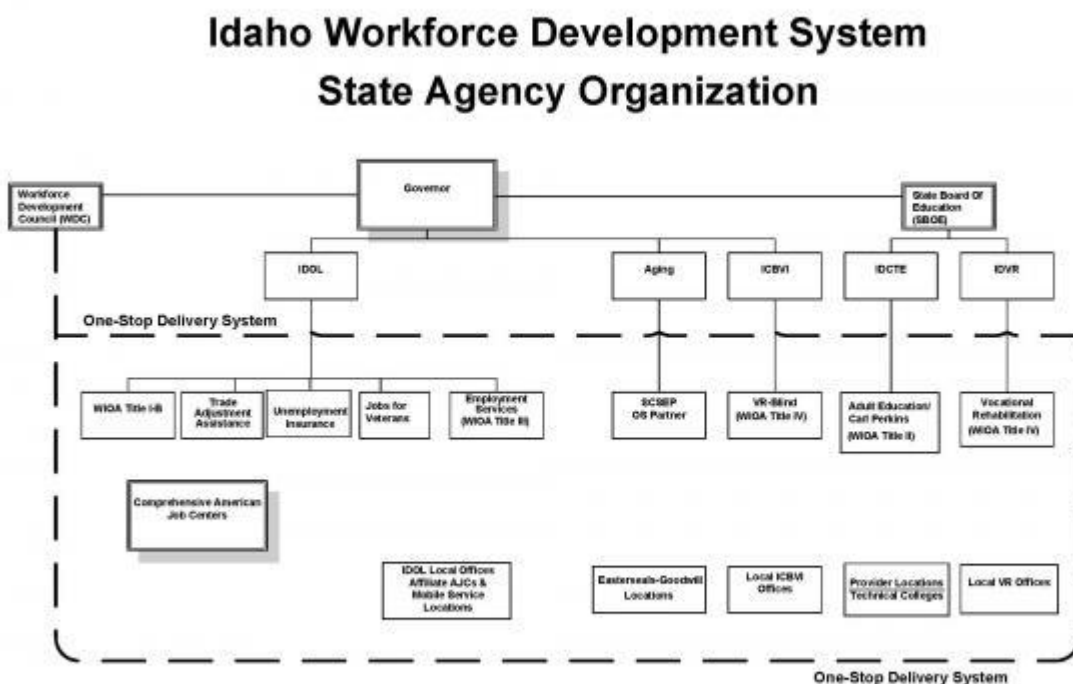 Idaho Workforce Development System
State Agency Organization
Workforce
Development
Council (WDC)
Governor
State Board Of
Education
(SBOE)
IDOL
Aging
ICBVI
IDCTE
IDVR
One-Stop Delivery System
WIOA Title I-B
Trade
Adjustment
Assistance
Unemployment
Insurance
Jobs for
Veterans
Employment
Services
(WIOA Title III)
SCSEP
OS Partner
VR-Blind
(WIOA Title IV)
Adult Education/
Carl Perkins
(WIOA Title II)
Vocational
Rehabilitation
(WIOA Title IV)
Comprehensive American
Job Centers
IDOL Local Offices
Affiliate AJCs &
Mobile Service
Locations
Easterseals-Goodwill
Locations
Local ICBVI
Offices
Provider Locations
Technical Colleges
Local VR Offices
One-Stop Delivery System